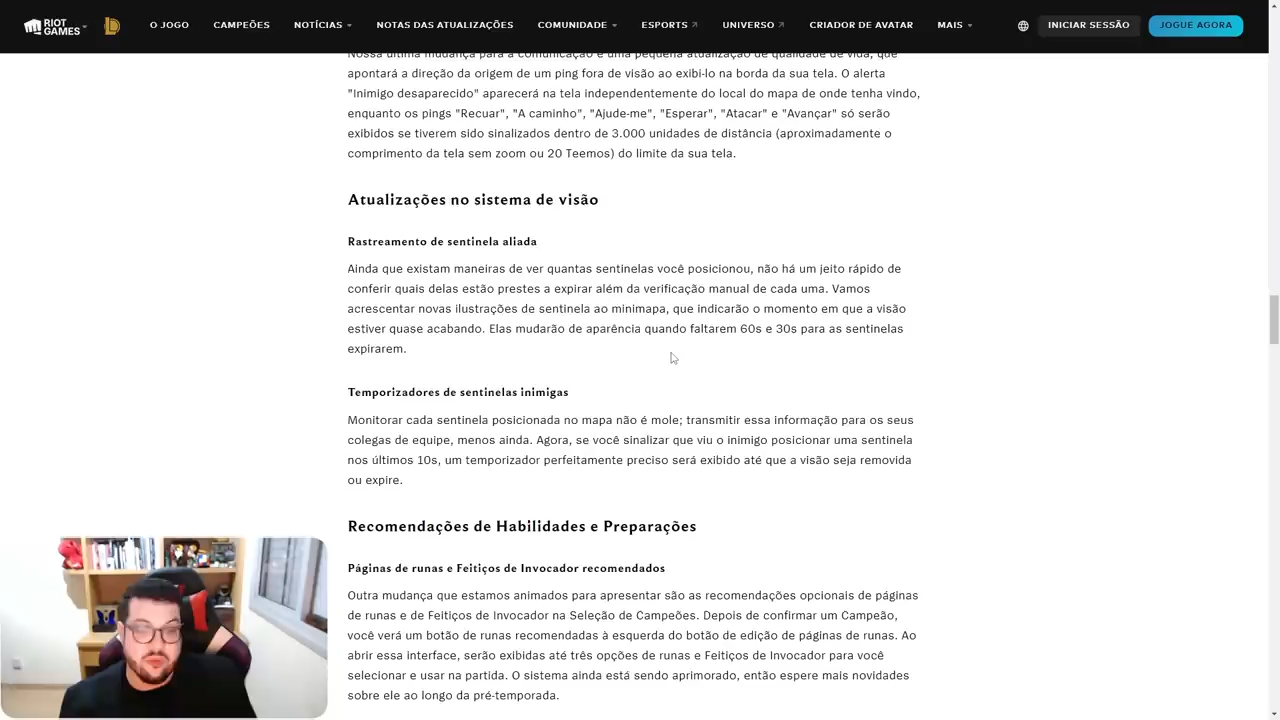 RIOT GAMES
O JOGO
CAMPEÕES
NOTÍCIAS
NOTAS DAS ATUALIZAÇÕES
COMUNIDADE
ESPORTS
UNIVERSO
CRIADOR DE AVATAR
MAIS
INICIAR SESSÃO
JOGUE AGORA
Nossa última mudança para a comunicação é uma pequena atualização de qualidade de vida, que
apontará a direção da origem de um ping fora de visão ao exibi-lo na borda da sua tela. O alerta
"Inimigo desaparecido" aparecerá na tela independentemente do local do mapa de onde tenha vindo,
enquanto os pings "Recuar", "A caminho", "Ajude-me", "Esperar", "Atacar" e "Avançar" só serão
exibidos se tiverem sido sinalizados dentro de 3.000 unidades de distância (aproximadamente o
comprimento da tela sem zoom ou 20 Teemos) do limite da sua tela.
Atualizações no sistema de visão
Rastreamento de sentinela aliada
Ainda que existam maneiras de ver quantas sentinelas você posicionou, não há um jeito rápido de
conferir quais delas estão prestes a expirar além da verificação manual de cada uma. Vamos
acrescentar novas ilustrações de sentinela ao minimapa, que indicarão o momento em que a visão
estiver quase acabando. Elas mudarão de aparência quando faltarem 60s e 30s para as sentinelas
expirarem.
Temporizadores de sentinelas inimigas
Monitorar cada sentinela posicionada no mapa não é mole; transmitir essa informação para os seus
colegas de equipe, menos ainda. Agora, se você sinalizar que viu o inimigo posicionar uma sentinela
nos últimos 10s, um temporizador perfeitamente preciso será exibido até que a visão seja removida
ou expire.
Recomendações de Habilidades e Preparações
Páginas de runas e Feitiços de Invocador recomendados
Outra mudança que estamos animados para apresentar são as recomendações opcionais de páginas
de runas e de Feitiços de Invocador na Seleção de Campeões. Depois de confirmar um Campeão,
você verá um botão de runas recomendadas à esquerda do botão de edição de páginas de runas. Ao
abrir essa interface, serão exibidas até três opções de runas e Feitiços de Invocador para você
selecionar e usar na partida. O sistema ainda está sendo aprimorado, então espere mais novidades
sobre ele ao longo da pré-temporada.